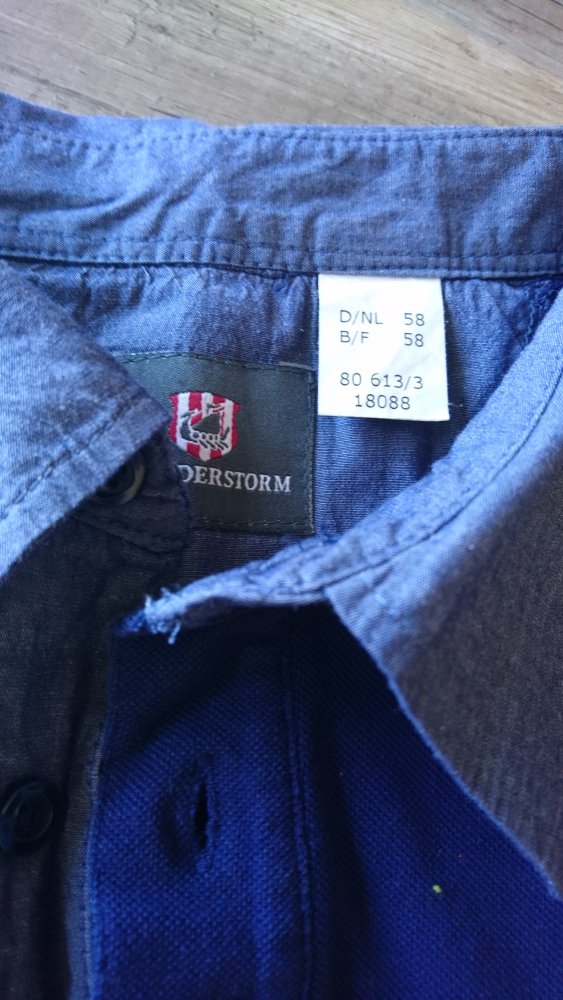 D/NL 58
B/F 58
80 613/3
18088
DERSTORM